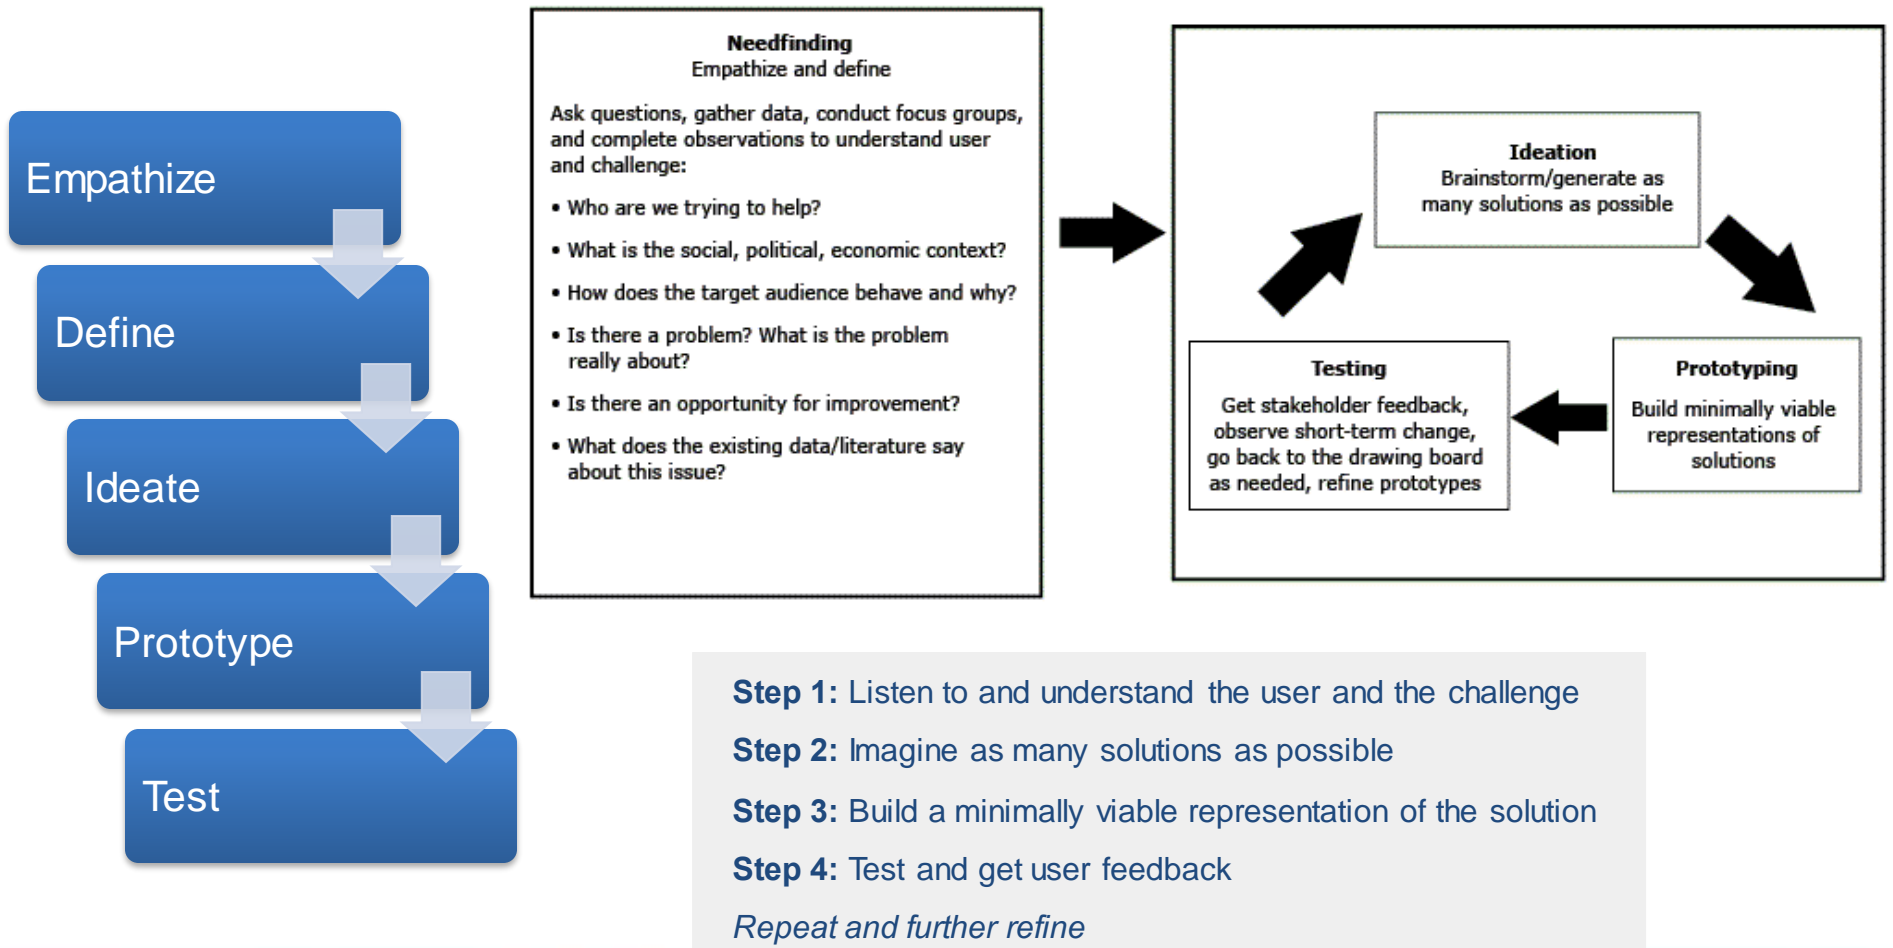 Empathize
Define
Ideate
Prototype
Test
Needfinding
Empathize and define
Ask questions, gather data, conduct focus groups,
and complete observations to understand user
and challenge:
• Who are we trying to help?
• What is the social, political, economic context?
• How does the target audience behave and why?
• Is there a problem? What is the problem
really about?
• Is there an opportunity for improvement?
• What does the existing data/literature say
about this issue?
Ideation
Brainstorm/generate as
many solutions as possible
Testing
Get stakeholder feedback,
observe short-term change,
go back to the drawing board
as needed, refine prototypes
Prototyping
Build minimally viable
representations of
solutions
Step 1: Listen to and understand the user and the challenge
Step 2: Imagine as many solutions as possible
Step 3: Build a minimally viable representation of the solution
Step 4: Test and get user feedback
Repeat and further refine